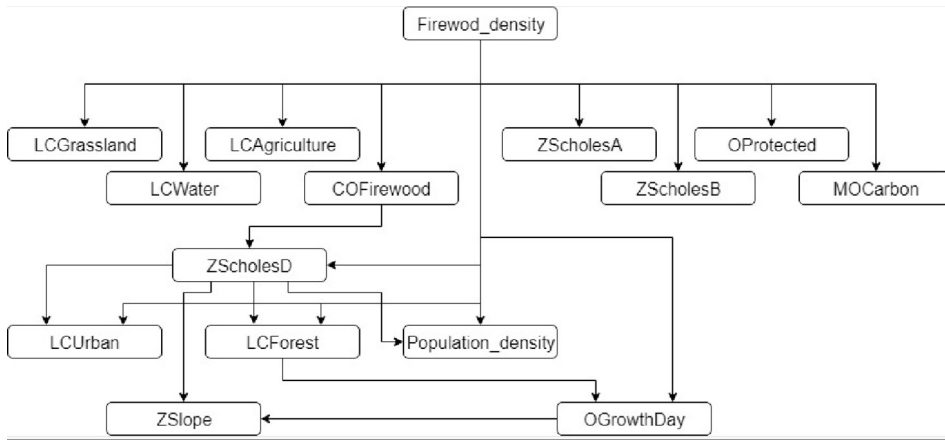 Firewod_density
LCGrassland
LCAgriculture
ZScholesA
OProtected
LCWater
COFirewood
ZScholesB
MOCarbon
ZScholesD
LCUrban
LCForest
Population_density
ZSlope
OGrowthDay